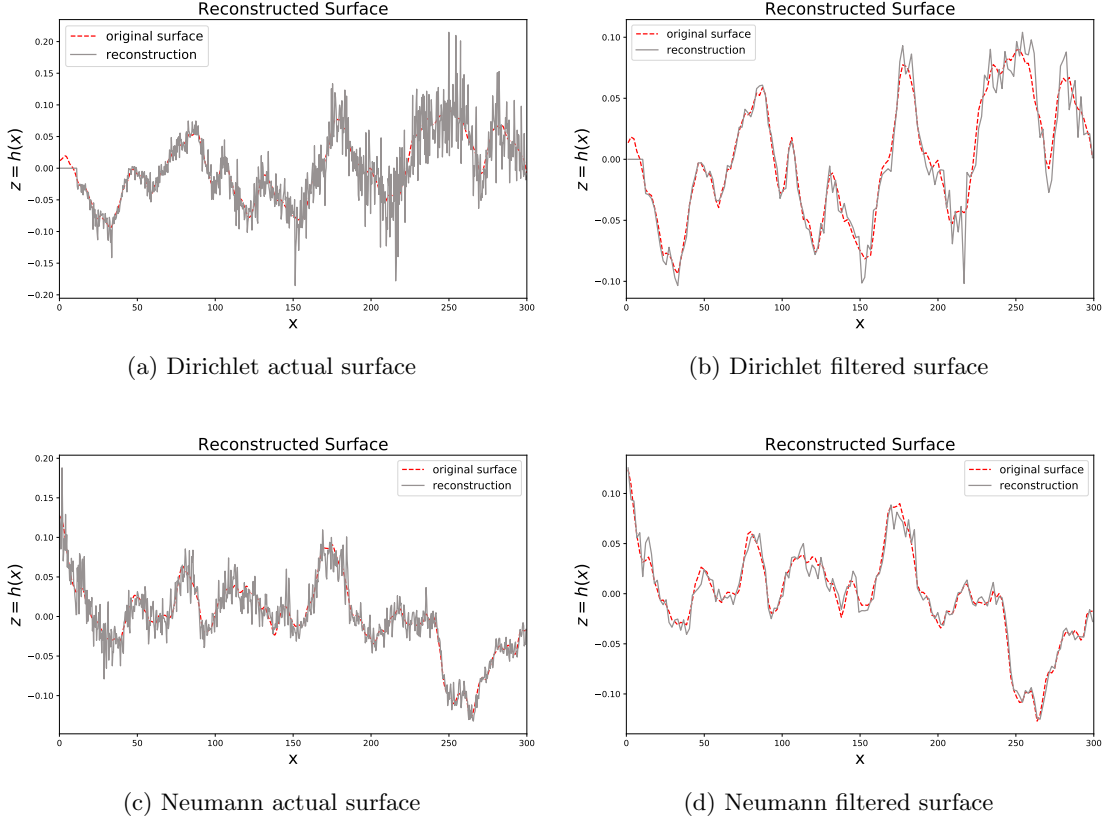 Reconstructed Surface
original surface
reconstruction
z = h(x)
0.20
0.15
0.10
0.05
0.00
−0.05
−0.10
−0.15
−0.20
0 50 100 150 200 250 300
x
(a) Dirichlet actual surface
Reconstructed Surface
original surface
reconstruction
z = h(x)
0.10
0.05
0.00
−0.05
−0.10
0 50 100 150 200 250 300
x
(b) Dirichlet filtered surface
Reconstructed Surface
original surface
reconstruction
z = h(x)
0.20
0.15
0.10
0.05
0.00
−0.05
−0.10
0 50 100 150 200 250 300
x
(c) Neumann actual surface
Reconstructed Surface
original surface
reconstruction
z = h(x)
0.10
0.05
0.00
−0.05
−0.10
0 50 100 150 200 250 300
x
(d) Neumann filtered surface